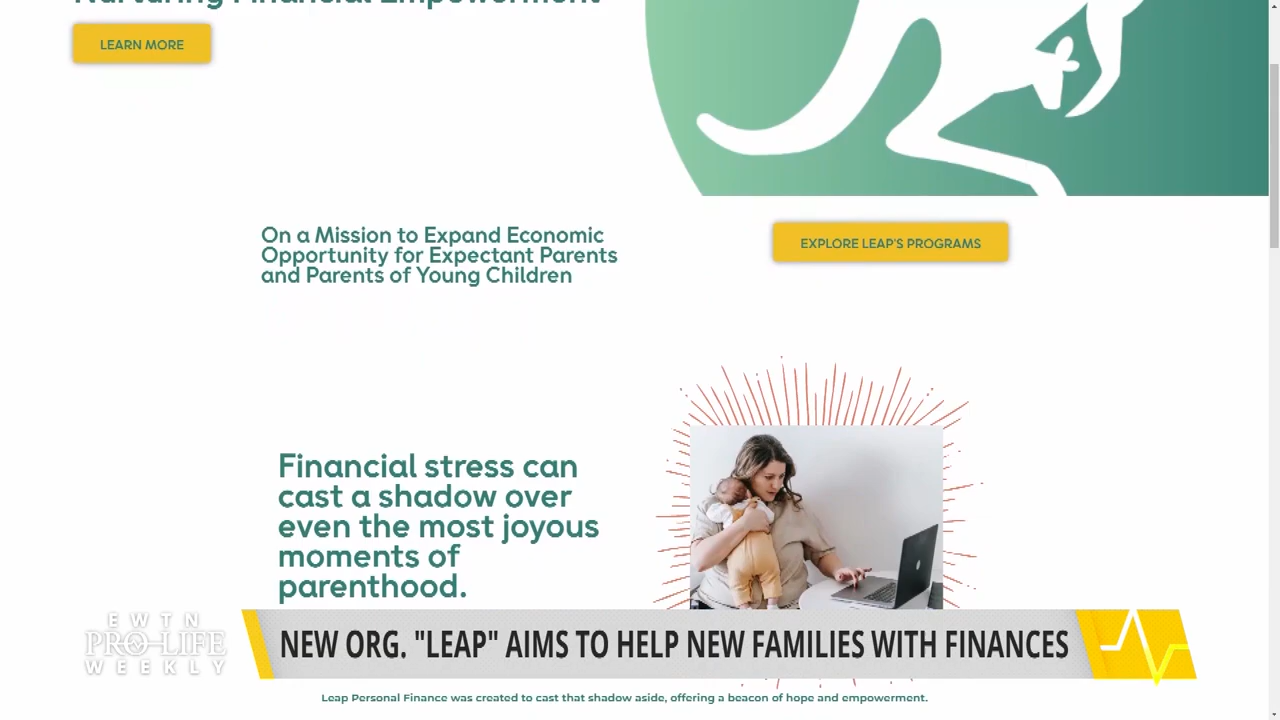 Nurturing Financial Empowerment
LEARN MORE
On a Mission to Expand Economic
Opportunity for Expectant Parents
and Parents of Young Children
EXPLORE LEAP'S PROGRAMS
Financial stress can
cast a shadow over
even the most joyous
moments of
parenthood.
EWTN
PRO-LIFE
WEEKLY
NEW ORG. "LEAP" AIMS TO HELP NEW FAMILIES WITH FINANCES
Leap Personal Finance was created to cast that shadow aside, offering a beacon of hope and empowerment.